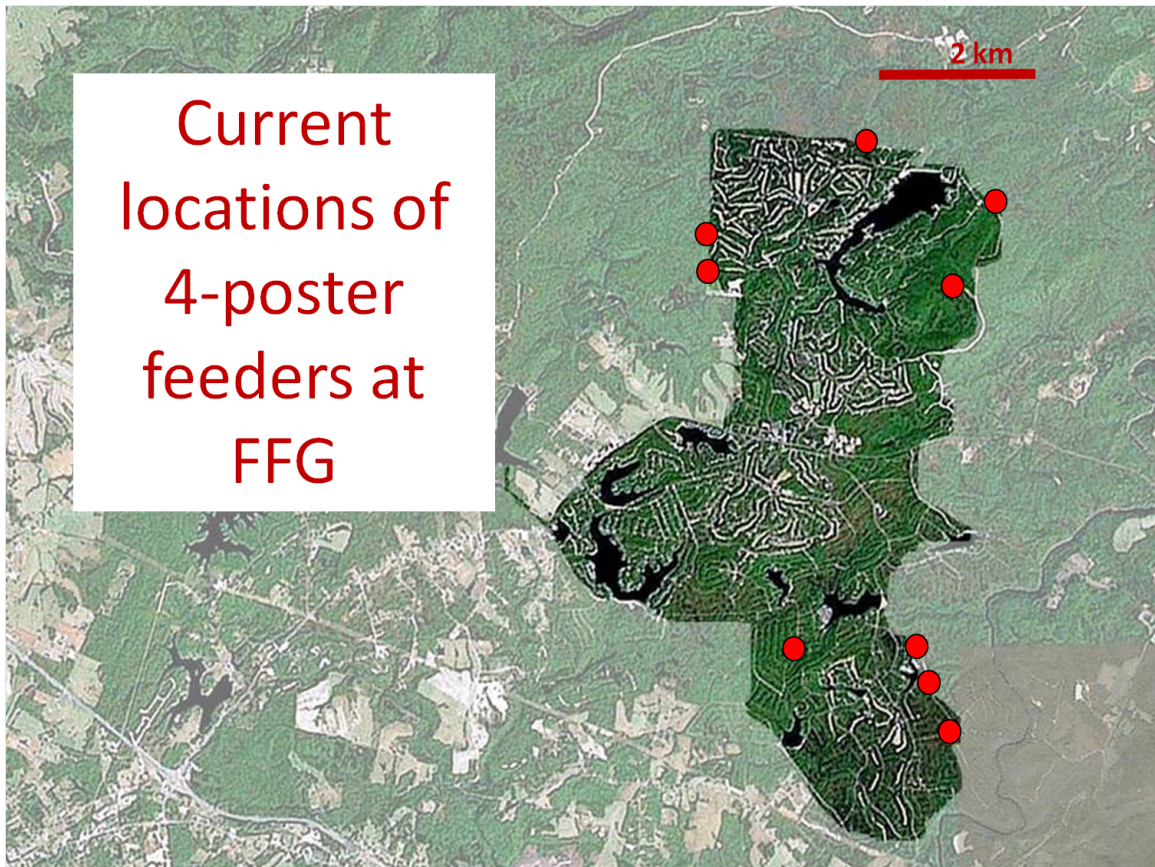 Current
locations of
4-poster
feeders at
FFG
2 km